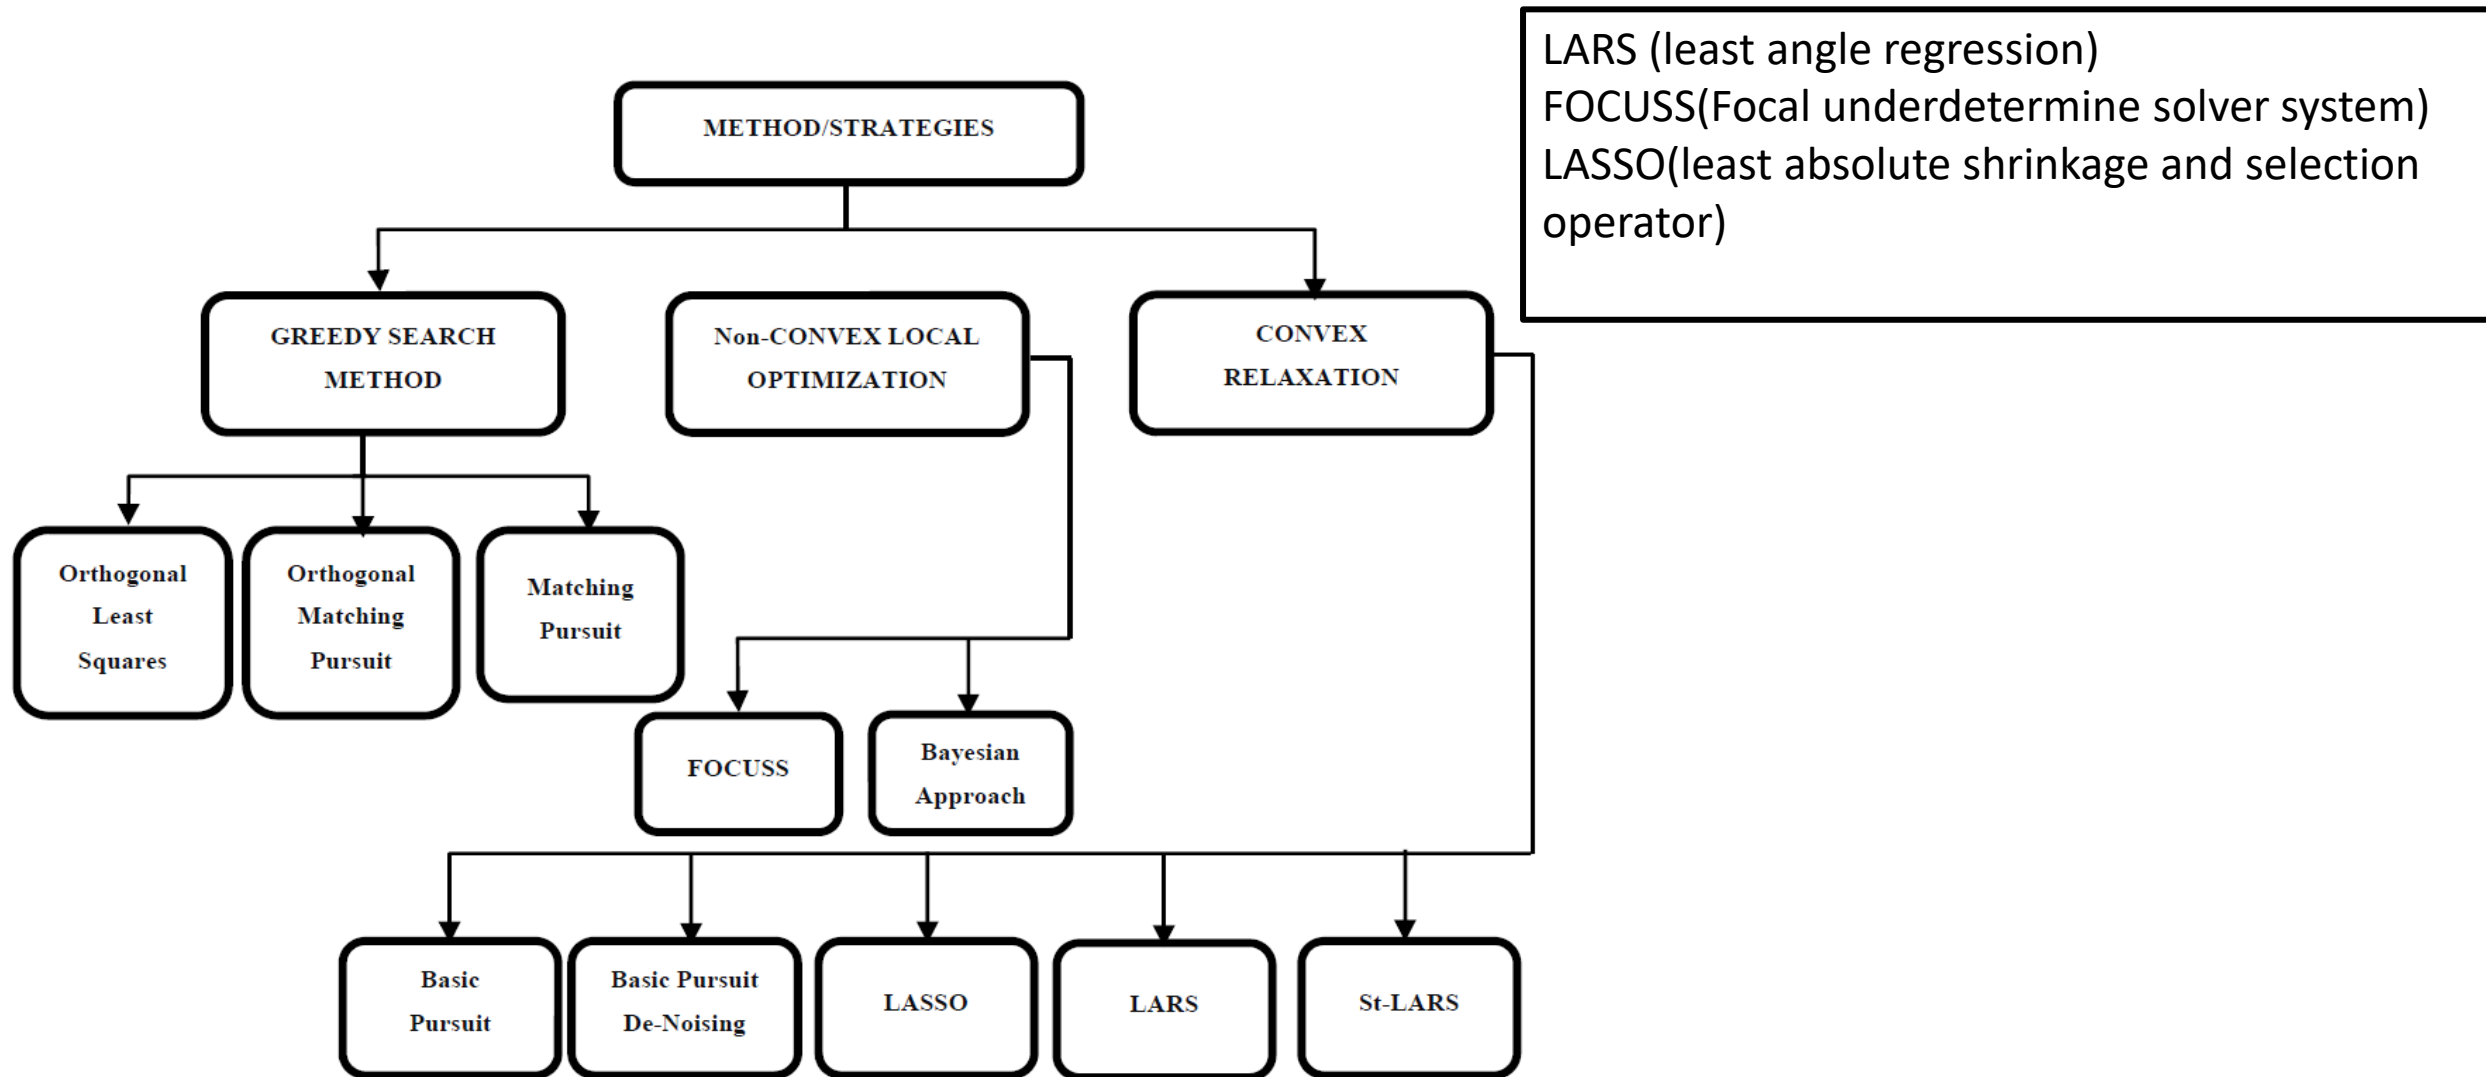 LARS (least angle regression)
FOCUSS(Focal underdetermine solver system)
LASSO(least absolute shrinkage and selection
operator)
METHOD/STRATEGIES
GREEDY SEARCH
METHOD
Non-CONVEX LOCAL
OPTIMIZATION
CONVEX
RELAXATION
Orthogonal
Least
Squares
Orthogonal
Matching
Pursuit
Matching
Pursuit
FOCUSS
Bayesian
Approach
Basic
Pursuit
Basic Pursuit
De-Noising
LASSO
LARS
St-LARS